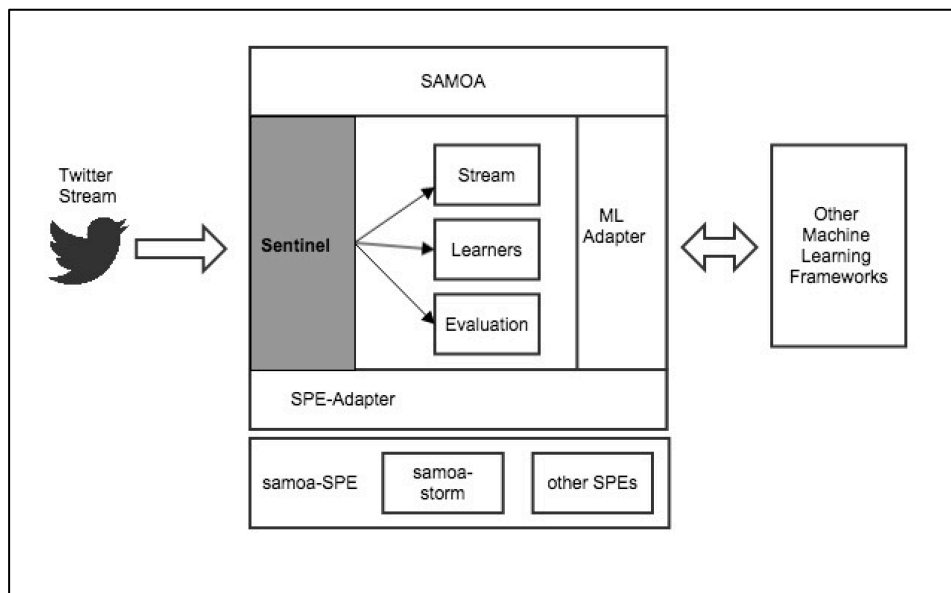 SAMOA
Twitter
Stream
Sentinel
Stream
Learners
Evaluation
ML
Adapter
Other
Machine
Learning
Frameworks
SPE-Adapter
samoa-SPE
samoa-
storm
other SPEs